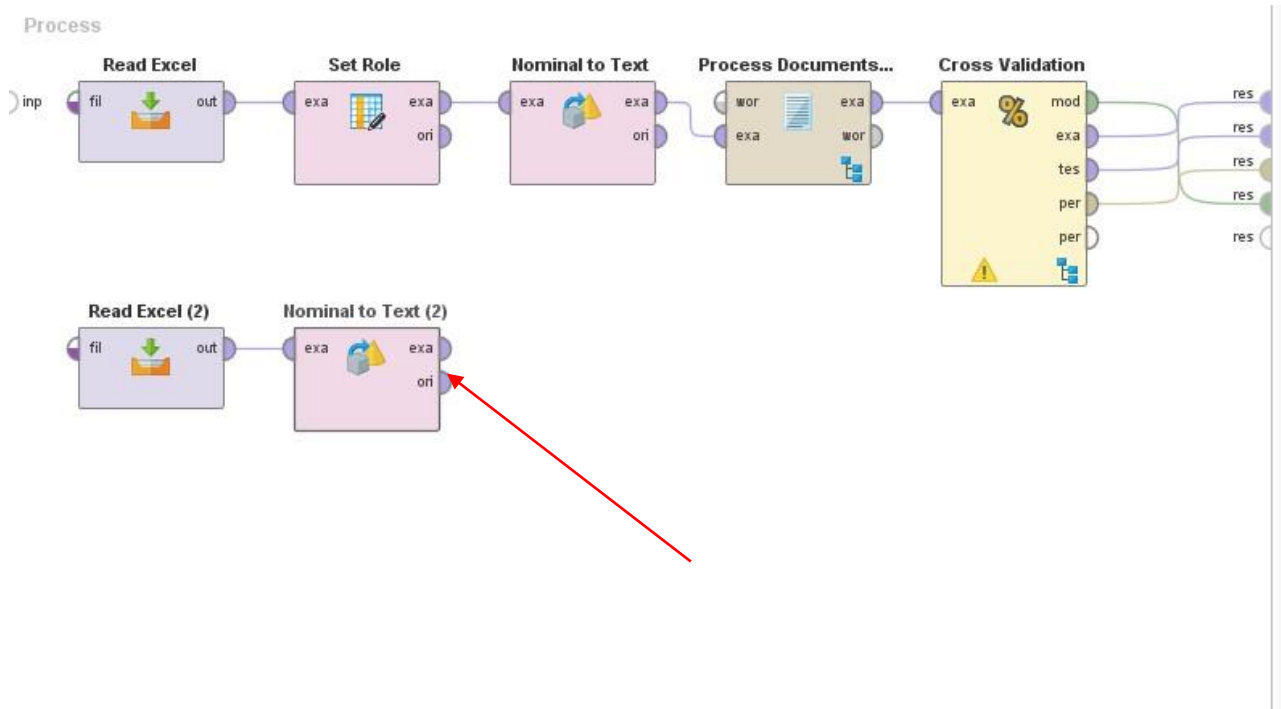 Process
Read Excel
Set Role
Nominal to Text
Process Documents...
Cross Validation
inp
fil
out
exa
exa
ori
exa
exa
ori
wor
exa
exa
wor
exa
mod
exa
tes
per
per
res
res
res
res
res
Read Excel (2)
Nominal to Text (2)
fil
out
exa
exa
ori